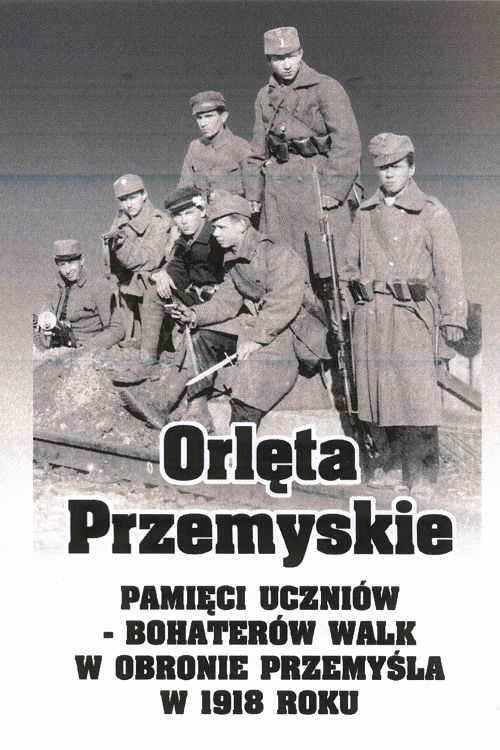 Orlęta
Przemyskie
PAMIĘCI UCZNIÓW
- BOHATERÓW WALK
W OBRONIE PRZEMYŚLA
W 1918 ROKU